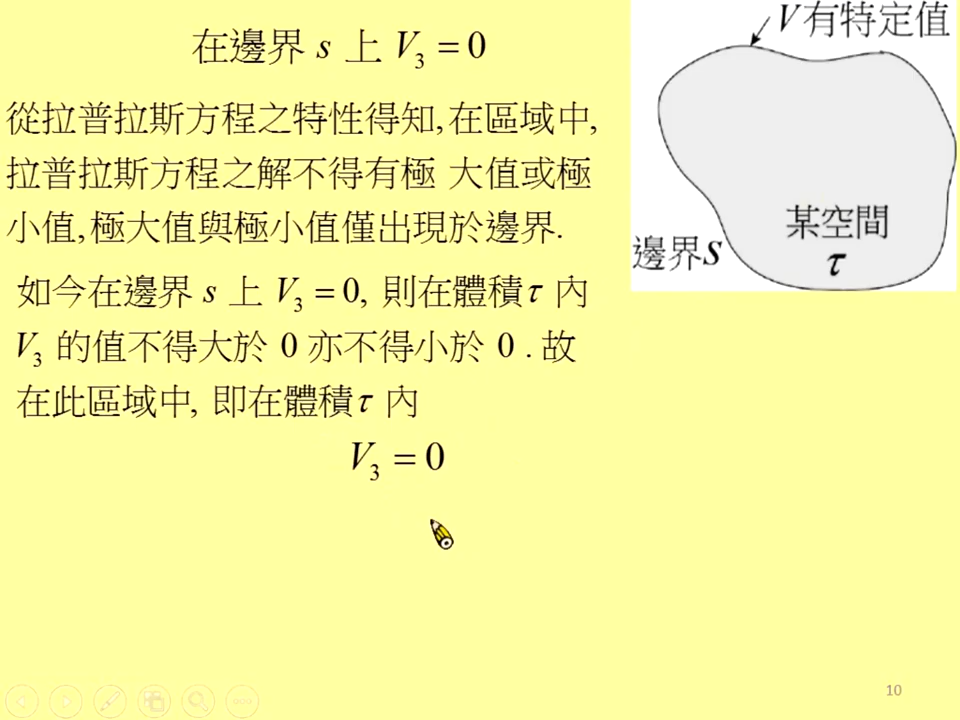 在邊界 s 上 V₃ = 0
從拉普拉斯方程之特性得知,在區域中,
拉普拉斯方程之解不得有極 大值或極
小值,極大值與極小值僅出現於邊界.
如今在邊界 s 上 V₃ = 0, 則在體積τ 內
V₃ 的值不得大於 0 亦不得小於 0 . 故
在此區域中, 即在體積τ 內
V₃ = 0
V有特定值
某空間
τ
邊界S
10